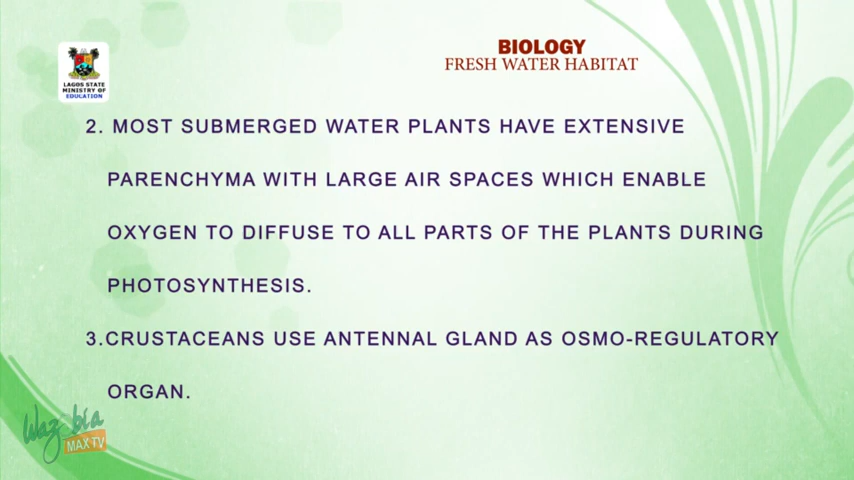 BIOLOGY
FRESH WATER HABITAT
LAGOS STATE
MINISTRY OF
EDUCATION
2. MOST SUBMERGED WATER PLANTS HAVE EXTENSIVE
PARENCHYMA WITH LARGE AIR SPACES WHICH ENABLE
OXYGEN TO DIFFUSE TO ALL PARTS OF THE PLANTS DURING
PHOTOSYNTHESIS.
3.CRUSTACEANS USE ANTENNAL GLAND AS OSMO-REGULATORY
ORGAN.
Wazobia
MAX TV